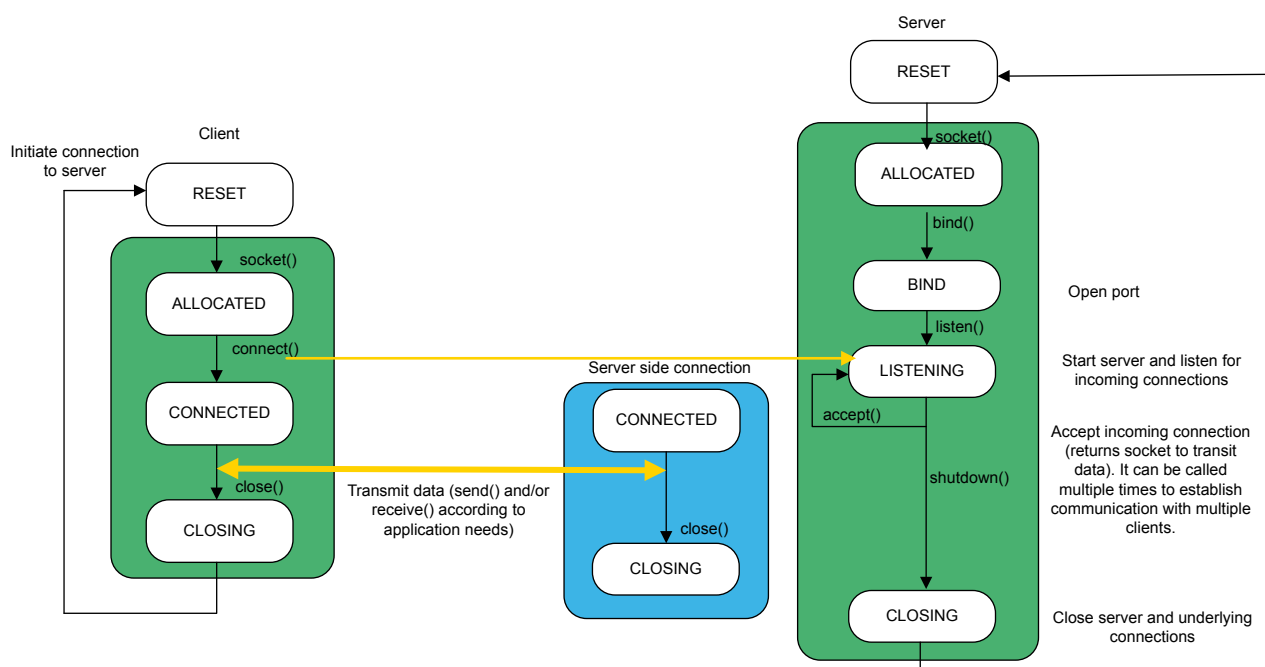 Server
RESET
socket()
ALLOCATED
bind()
BIND
Open port
listen()
LISTENING
Start server and listen for
incoming connections
accept()
Accept incoming connection
(returns socket to transit
data). It can be called
multiple times to establish
communication with multiple
clients.
shutdown()
CLOSING
Close server and underlying
connections
Client
Initiate connection
to server
RESET
socket()
ALLOCATED
connect()
CONNECTED
close()
CLOSING
Transmit data (send() and/or
receive() according to
application needs)
Server side connection
CONNECTED
close()
CLOSING